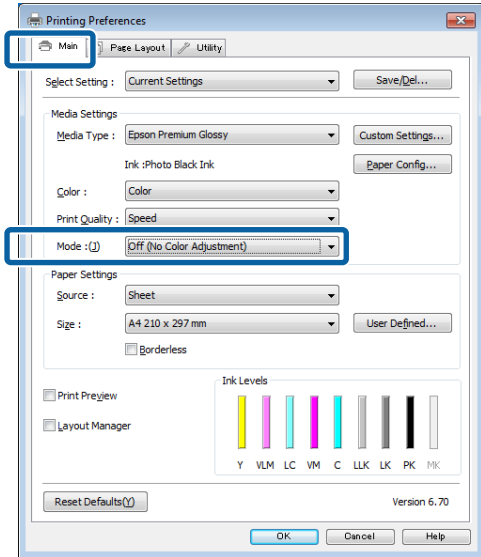 Printing Preferences
Main Page Layout Utility
Select Setting : Current Settings Save/Del...
Media Settings
Media Type : Epson Premium Glossy Custom Settings...
Ink :Photo Black Ink Paper Config...
Color : Color
Print Quality : Speed
Mode :(J) Off (No Color Adjustment)
Paper Settings
Source : Sheet
Size : A4 210 x 297 mm User Defined...
Borderless
Ink Levels
Print Preview
Layout Manager
Y VLM LC VM C LLK LK PK MK
Reset Defaults(Y) Version 6.70
OK Cancel Help